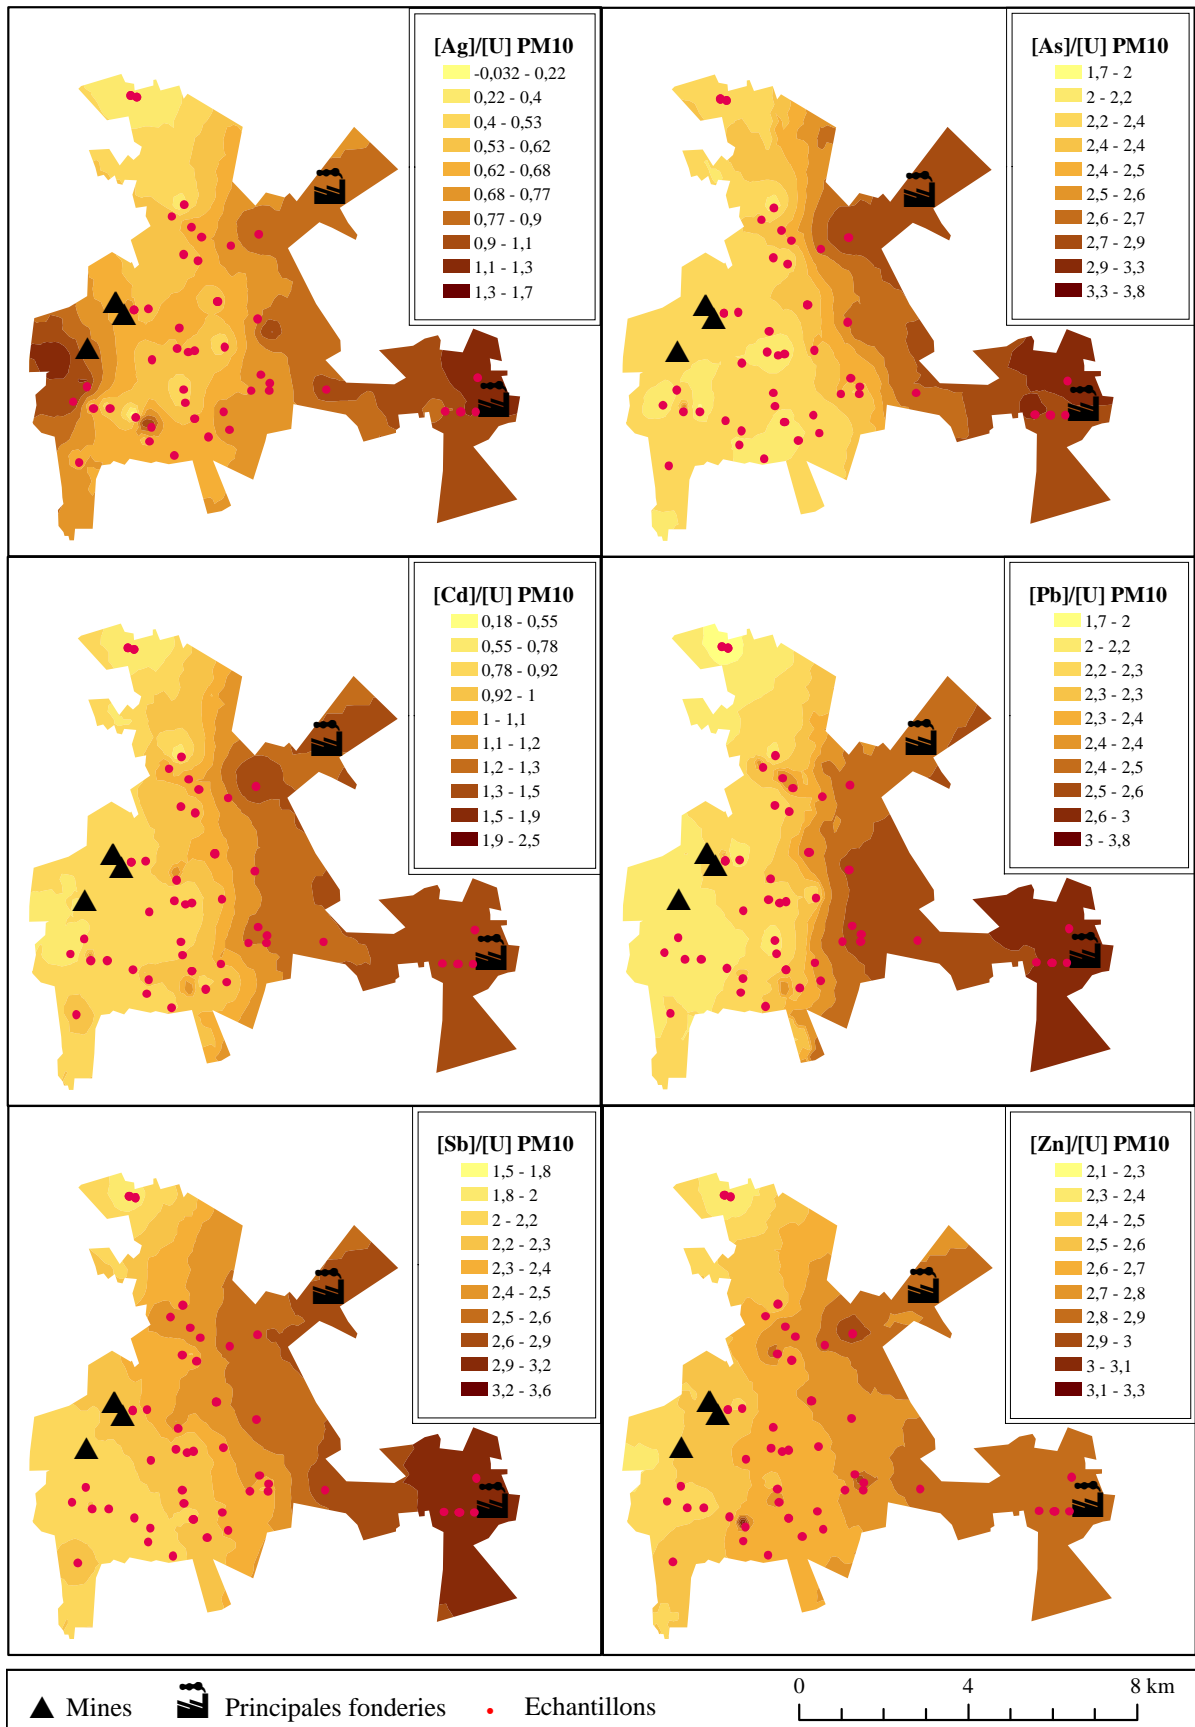 [Ag]/[U] PM10
-0,032 - 0,22
0,22 - 0,4
0,4 - 0,53
0,53 - 0,62
0,62 - 0,68
0,68 - 0,77
0,77 - 0,9
0,9 - 1,1
1,1 - 1,3
1,3 - 1,7
[As]/[U] PM10
1,7 - 2
2 - 2,2
2,2 - 2,4
2,4 - 2,4
2,4 - 2,5
2,5 - 2,6
2,6 - 2,7
2,7 - 2,9
2,9 - 3,3
3,3 - 3,8
[Cd]/[U] PM10
0,18 - 0,55
0,55 - 0,78
0,78 - 0,92
0,92 - 1
1 - 1,1
1,1 - 1,2
1,2 - 1,3
1,3 - 1,5
1,5 - 1,9
1,9 - 2,5
[Pb]/[U] PM10
1,7 - 2
2 - 2,2
2,2 - 2,3
2,3 - 2,3
2,3 - 2,4
2,4 - 2,4
2,4 - 2,5
2,5 - 2,6
2,6 - 3
3 - 3,8
[Sb]/[U] PM10
1,5 - 1,8
1,8 - 2
2 - 2,2
2,2 - 2,3
2,3 - 2,4
2,4 - 2,5
2,5 - 2,6
2,6 - 2,9
2,9 - 3,2
3,2 - 3,6
[Zn]/[U] PM10
2,1 - 2,3
2,3 - 2,4
2,4 - 2,5
2,5 - 2,6
2,6 - 2,7
2,7 - 2,8
2,8 - 2,9
2,9 - 3
3 - 3,1
3,1 - 3,3
Mines
Principales fonderies
Echantillons
0 4 8 km